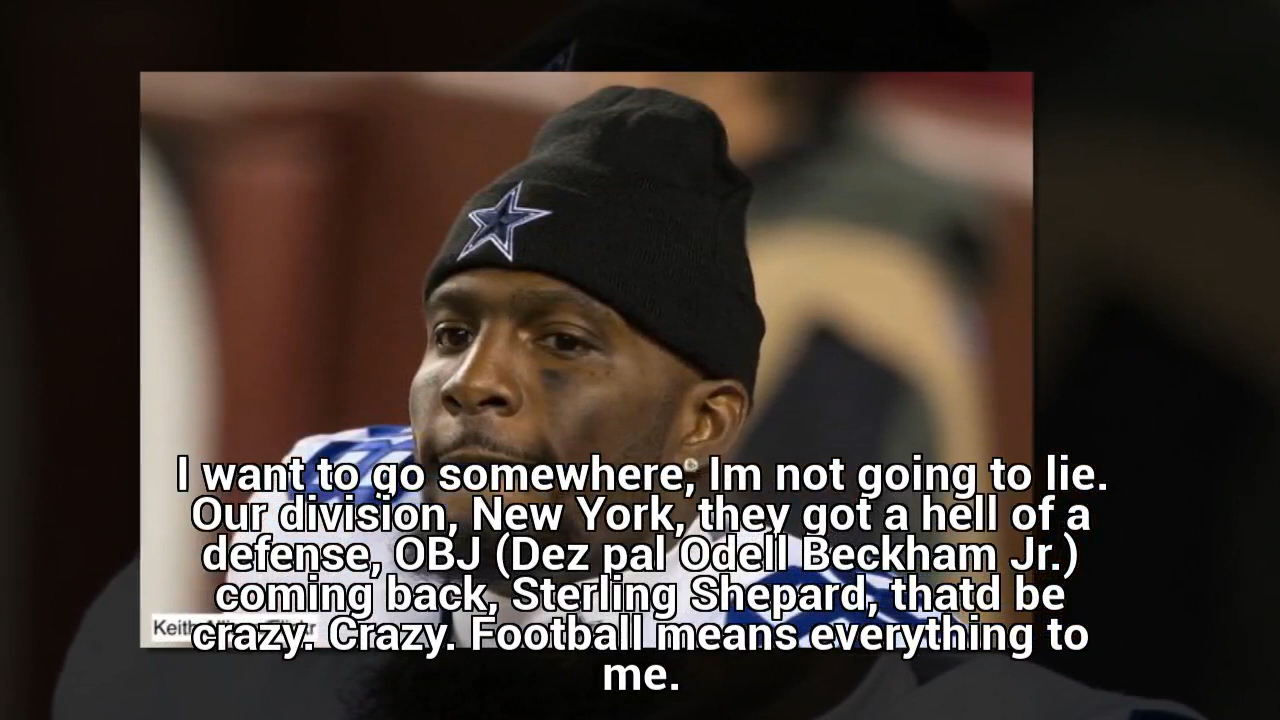 I want to go somewhere, Im not going to lie.
Our division, New York, they got a hell of a
defense, OBJ (Dez pal Odell Beckham Jr.)
coming back, Sterling Shepard, thatd be
crazy. Crazy. Football means everything to
me.
Keith